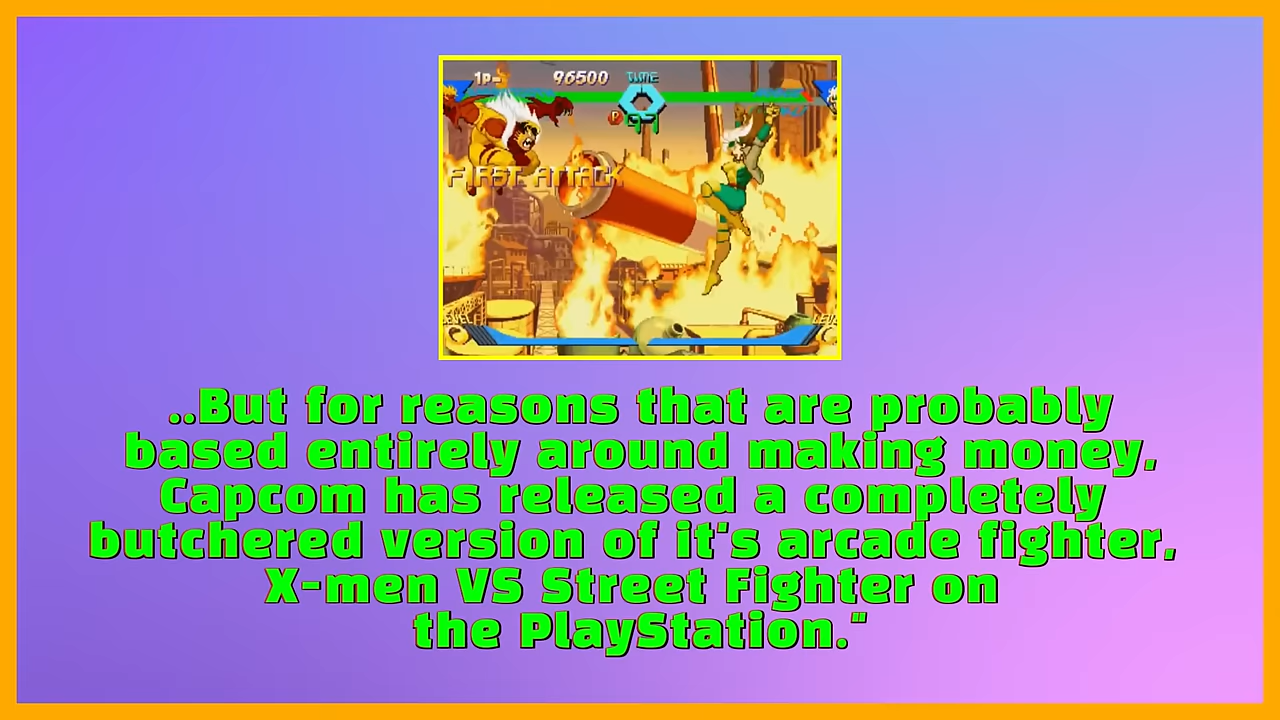 1P-
96500
TIME
97
FIRST ATTACK
..But for reasons that are probably
based entirely around making money,
Capcom has released a completely
butchered version of it's arcade fighter,
X-men VS Street Fighter on
the PlayStation."